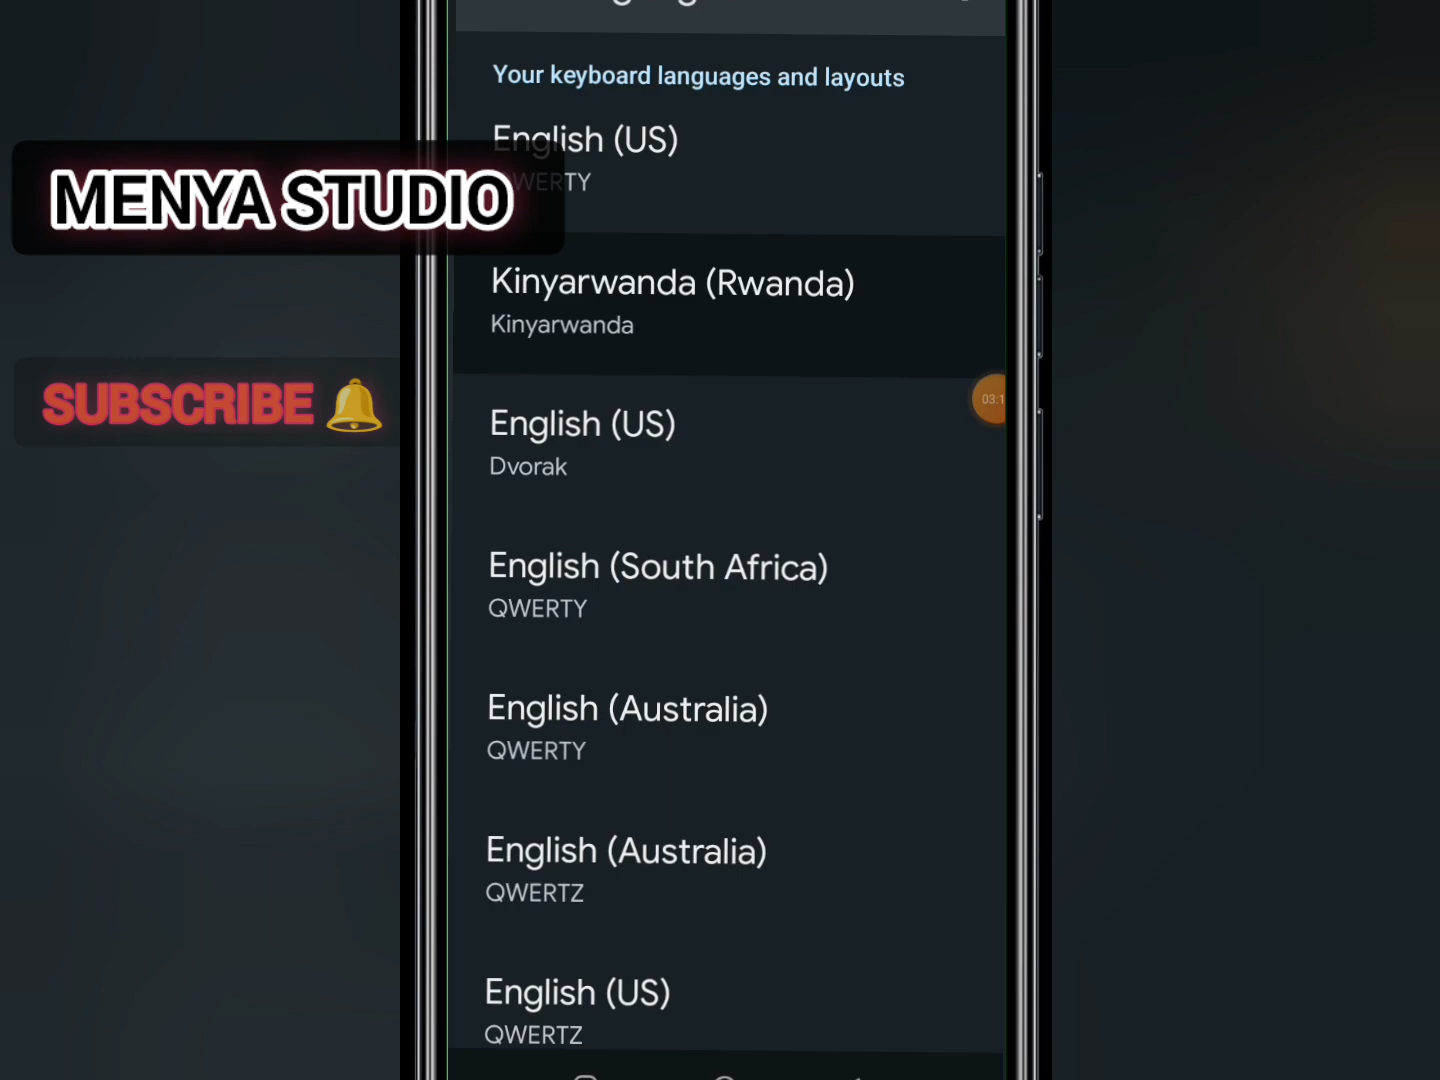 Your keyboard languages and layouts
English (US)
QWERTY
MENYA STUDIO
Kinyarwanda (Rwanda)
Kinyarwanda
SUBSCRIBE 🔔
English (US)
Dvorak
English (South Africa)
QWERTY
English (Australia)
QWERTY
English (Australia)
QWERTZ
English (US)
QWERTZ